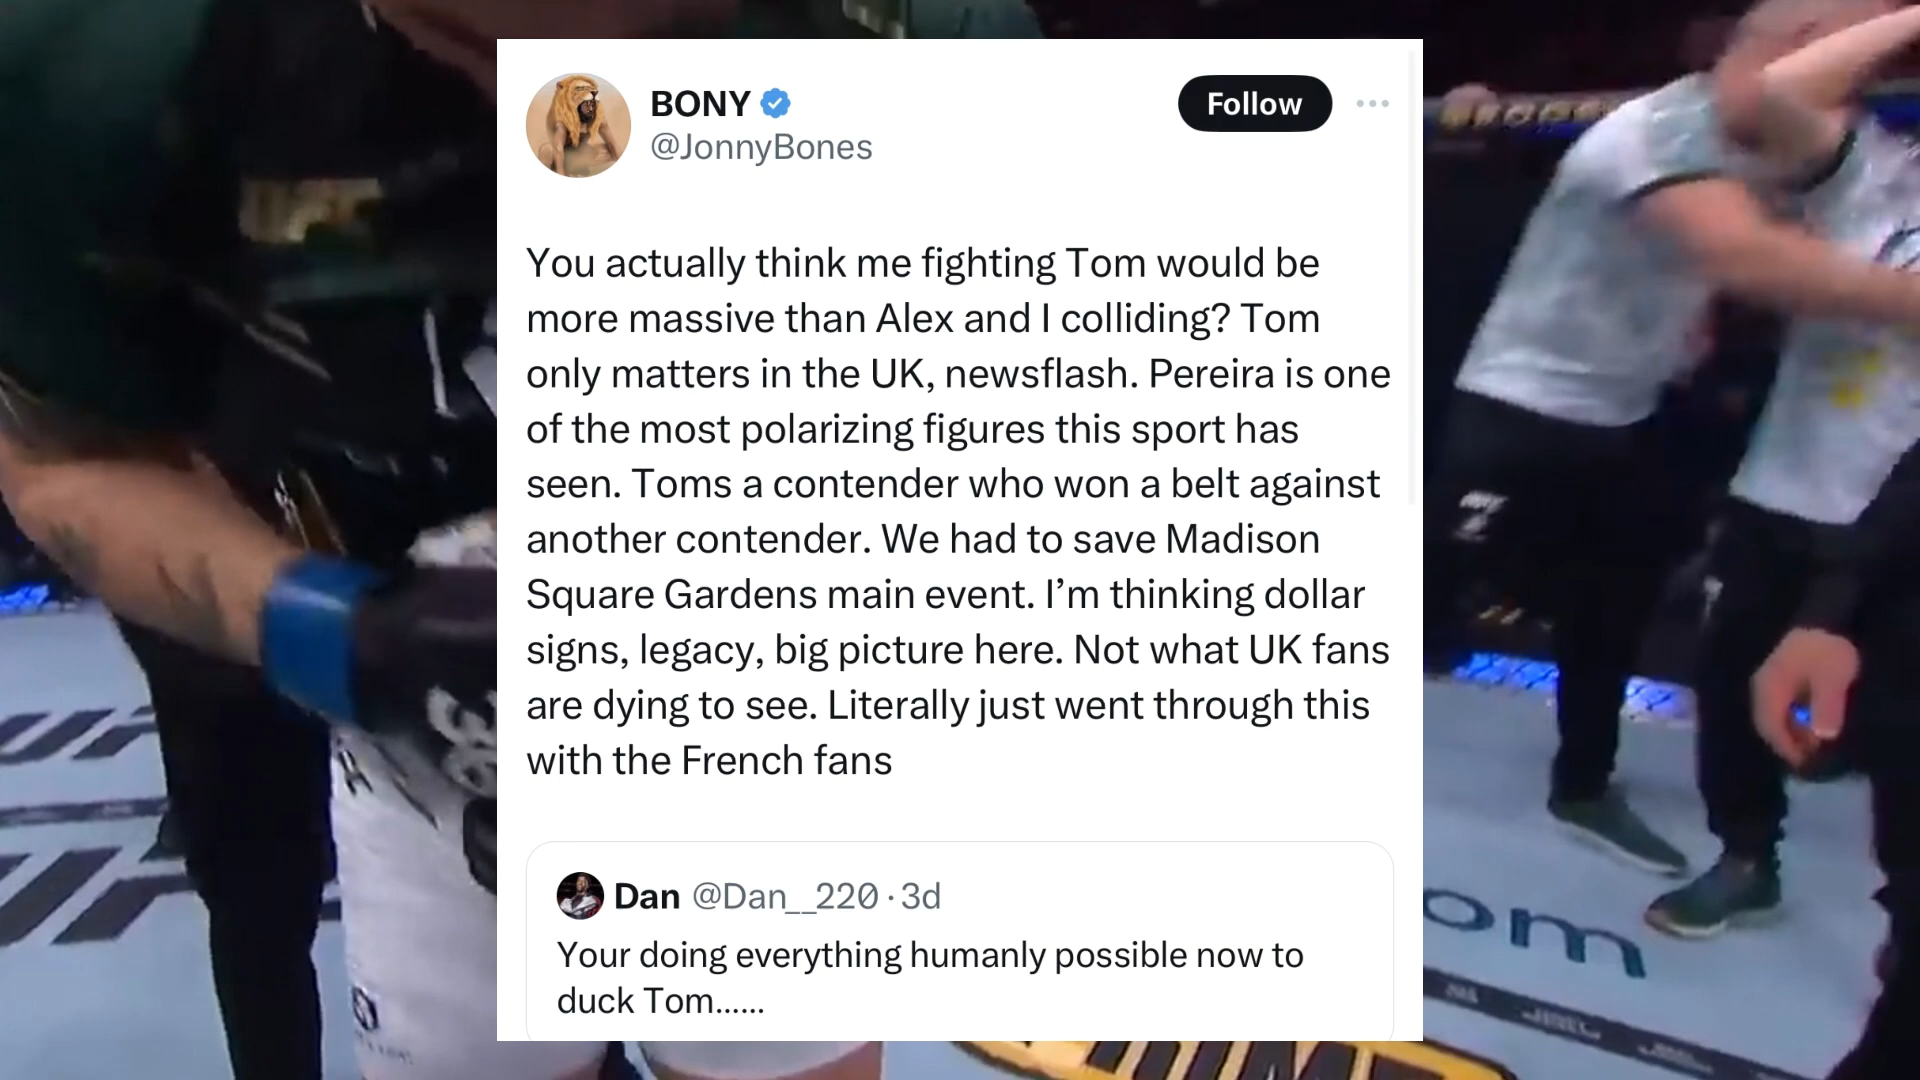 BONY
@JonnyBones
Follow
You actually think me fighting Tom would be
more massive than Alex and I colliding? Tom
only matters in the UK, newsflash. Pereira is one
of the most polarizing figures this sport has
seen. Toms a contender who won a belt against
another contender. We had to save Madison
Square Gardens main event. I’m thinking dollar
signs, legacy, big picture here. Not what UK fans
are dying to see. Literally just went through this
with the French fans
Dan @Dan__220 · 3d
Your doing everything humanly possible now to
duck Tom......
om